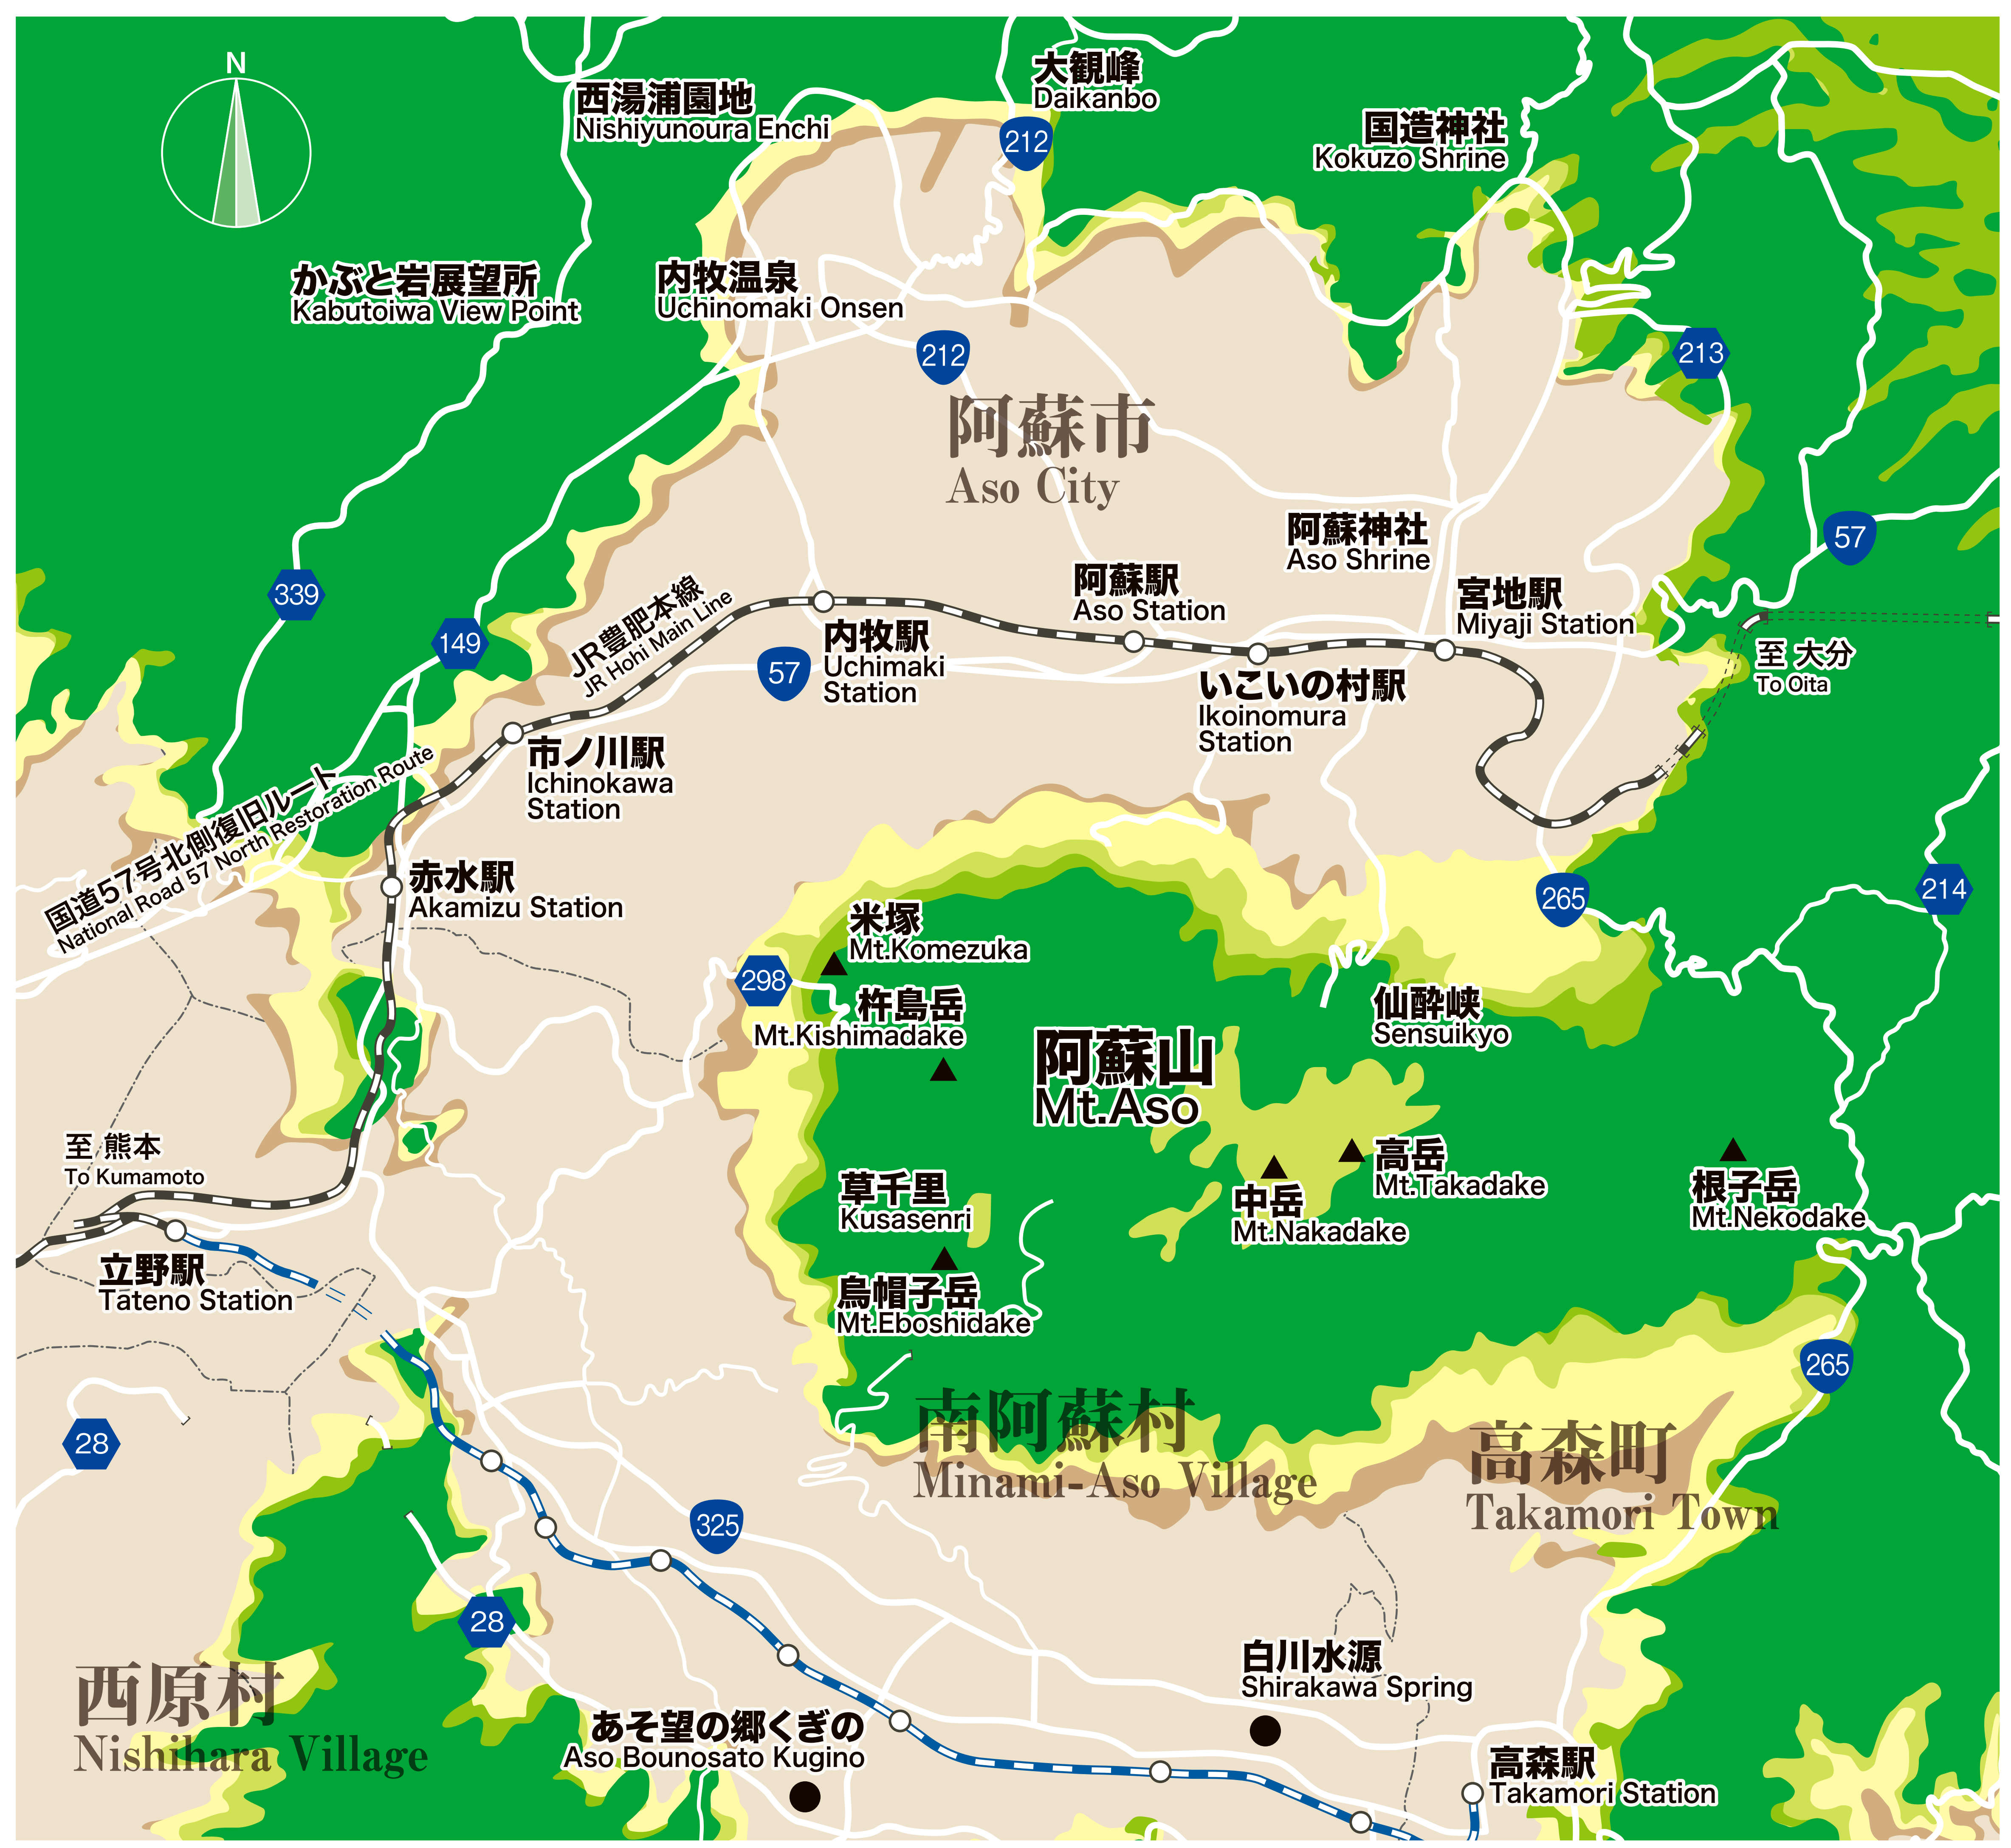 N
大観峰
Daikanbo
西湯浦園地
Nishiyunoura Enchi
212
国造神社
Kokuzo Shrine
かぶと岩展望所
Kabutoiwa View Point
内牧温泉
Uchinomaki Onsen
212
213
阿蘇市
Aso City
57
阿蘇神社
Aso Shrine
339
149
JR豊肥本線
JR Hohi Main Line
阿蘇駅
Aso Station
宮地駅
Miyaji Station
内牧駅
Uchimaki
Station
57
至 大分
To Oita
いこいの村駅
Ikoinomura
Station
市ノ川駅
Ichinokawa
Station
国道57号北側復旧ルート
National Road 57 North Restoration Route
赤水駅
Akamizu Station
265
214
米塚
Mt.Komezuka
298
杵島岳
Mt.Kishimadake
仙酔峡
Sensuikyo
阿蘇山
Mt.Aso
至 熊本
To Kumamoto
高岳
Mt.Takadake
中岳
Mt.Nakadake
根子岳
Mt.Nekodake
草千里
Kusasenri
立野駅
Tateno Station
烏帽子岳
Mt.Eboshidake
265
南阿蘇村
Minami-Aso Village
高森町
Takamori Town
28
325
28
西原村
Nishihara Village
白川水源
Shirakawa Spring
あそ望の郷くぎの
Aso Bounosato Kugino
高森駅
Takamori Station